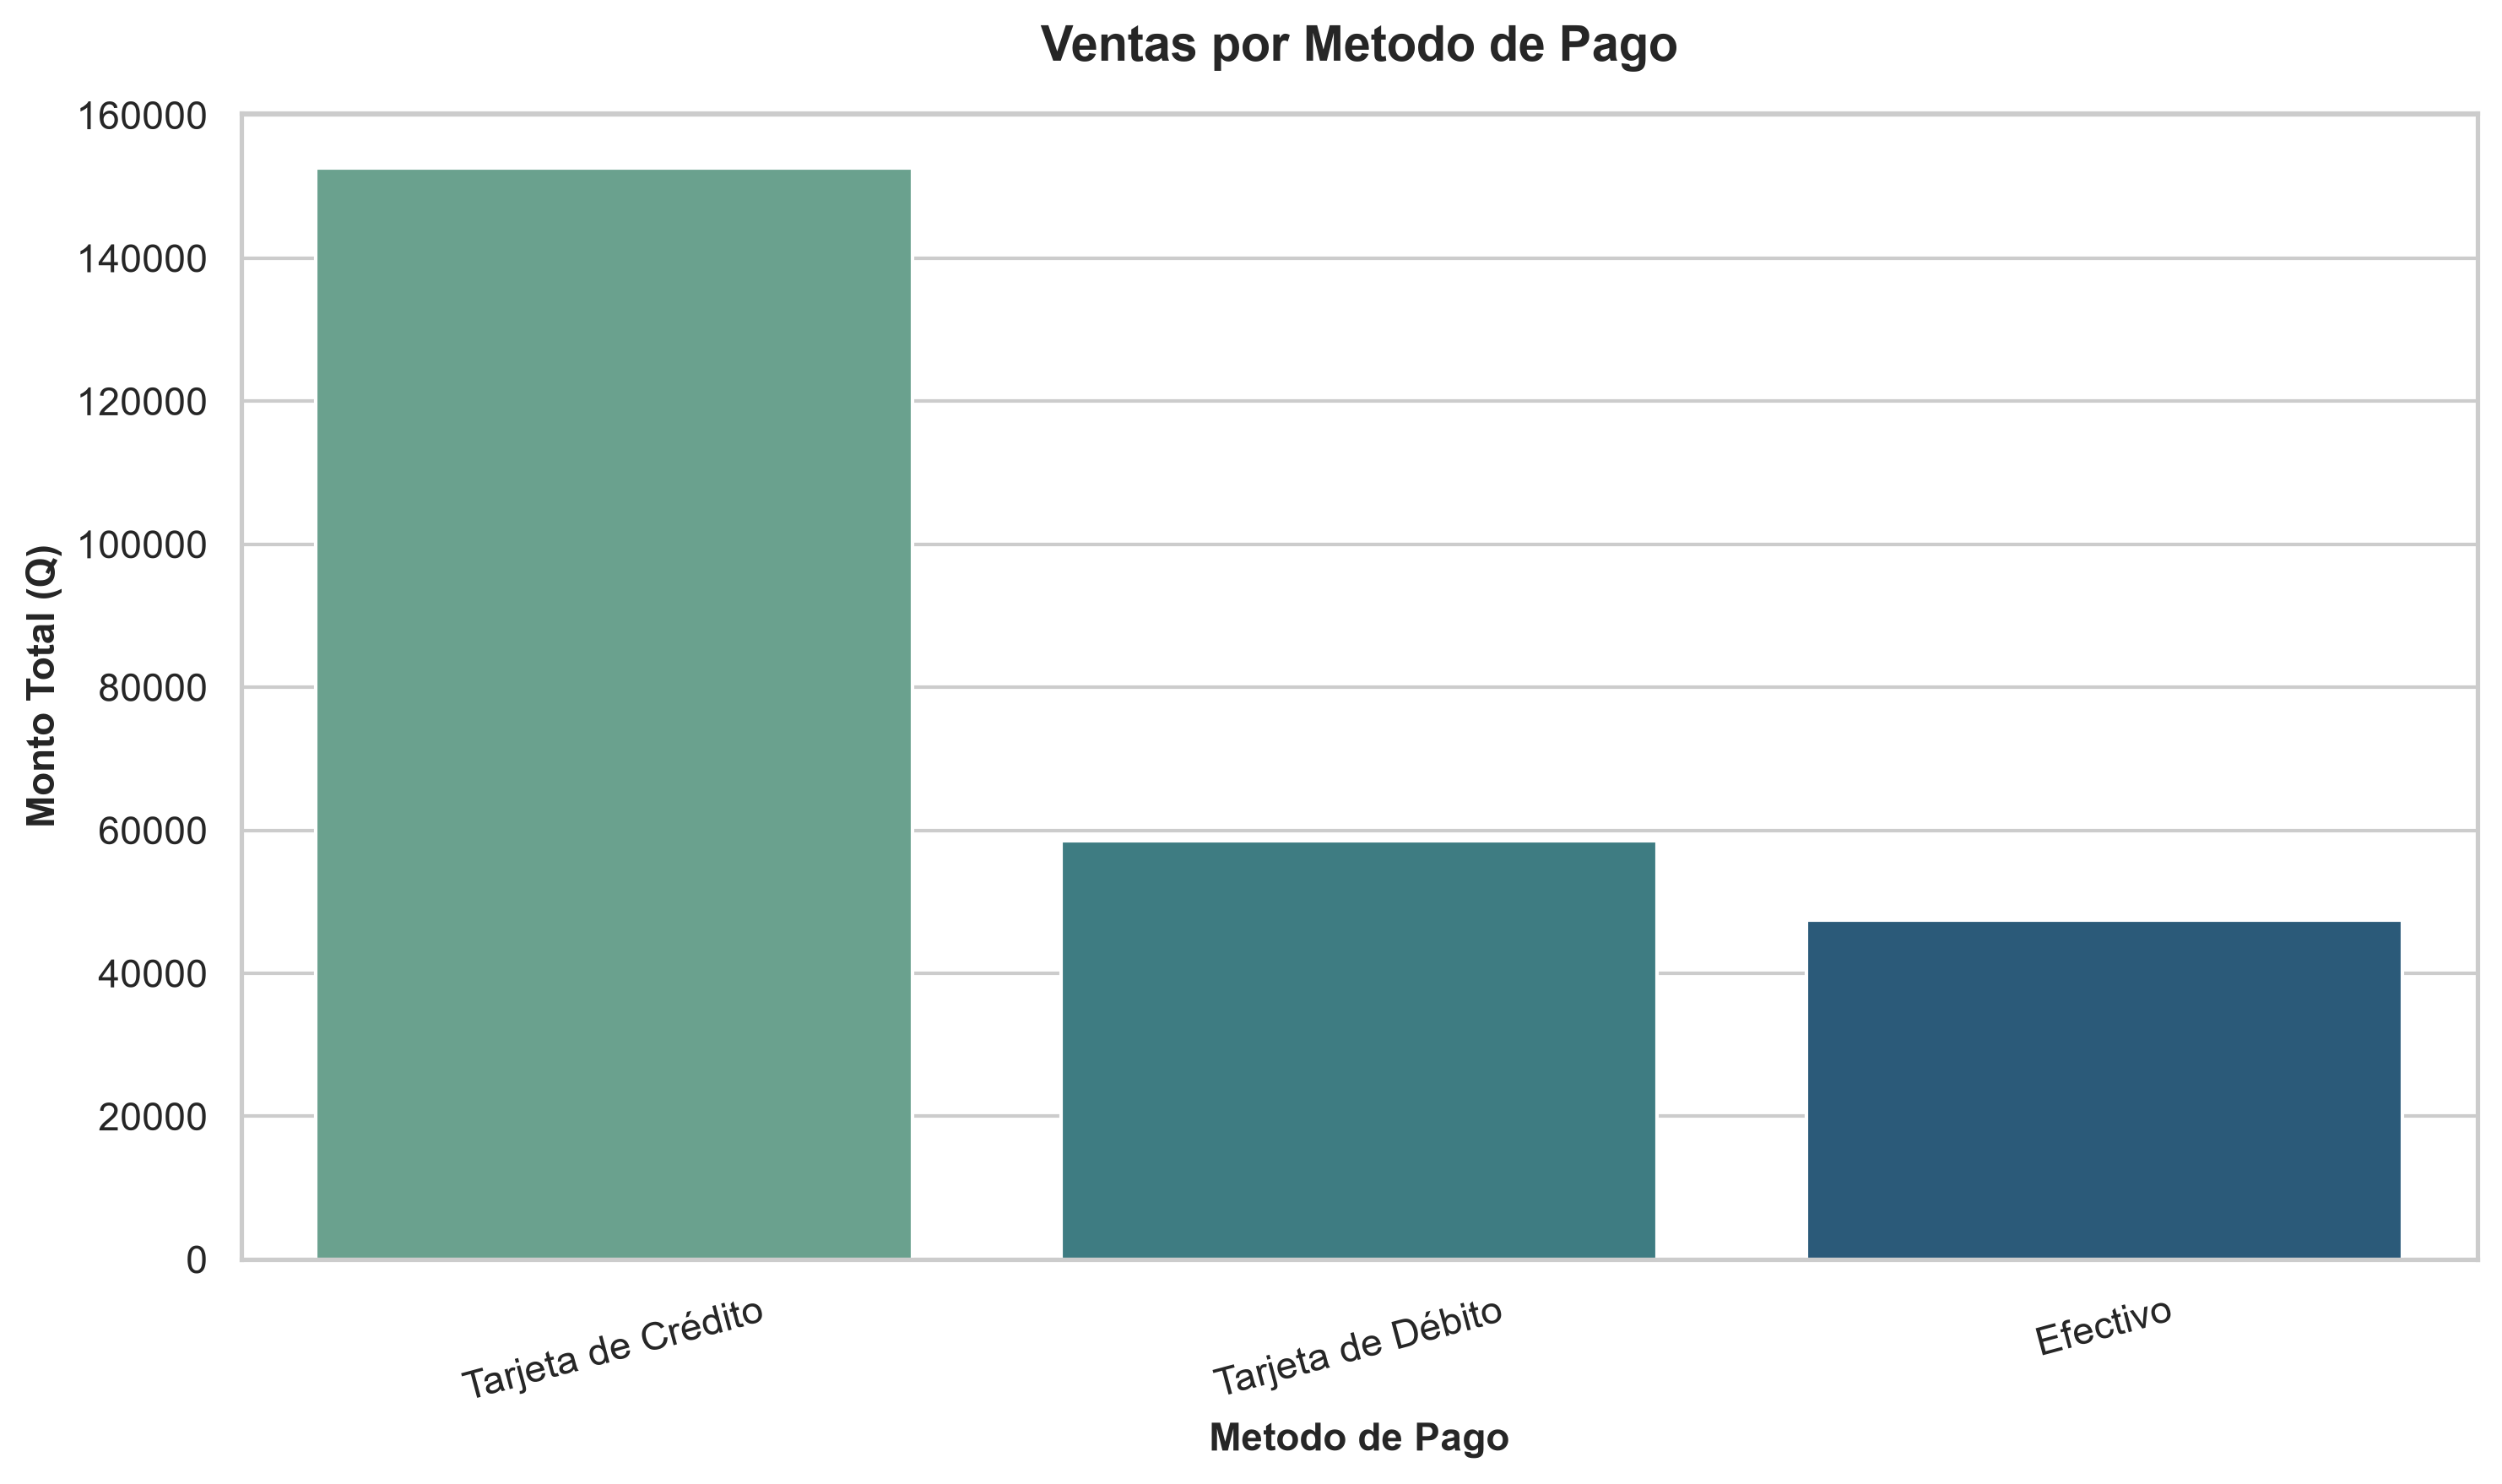 Ventas por Metodo de Pago
160000
140000
120000
100000
80000
60000
40000
20000
0
Monto Total (Q)
Tarjeta de Crédito
Tarjeta de Débito
Efectivo
Metodo de Pago